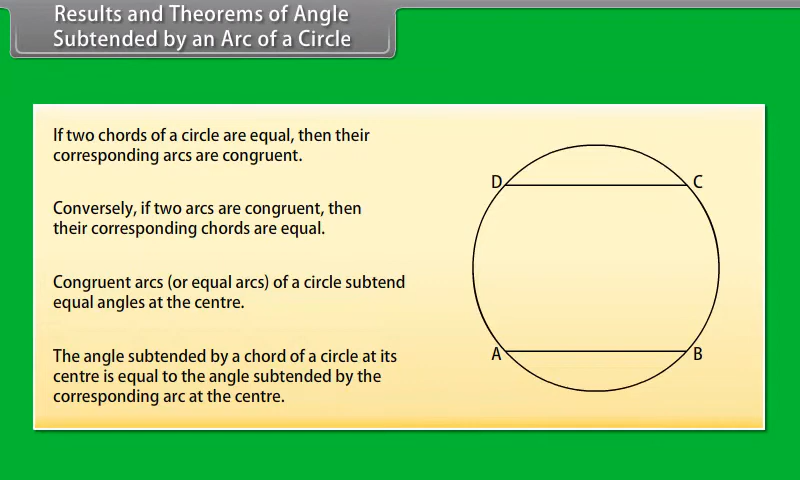 Results and Theorems of Angle
Subtended by an Arc of a Circle
If two chords of a circle are equal, then their
corresponding arcs are congruent.
Conversely, if two arcs are congruent, then
their corresponding chords are equal.
Congruent arcs (or equal arcs) of a circle subtend
equal angles at the centre.
The angle subtended by a chord of a circle at its
centre is equal to the angle subtended by the
corresponding arc at the centre.
D C
A B